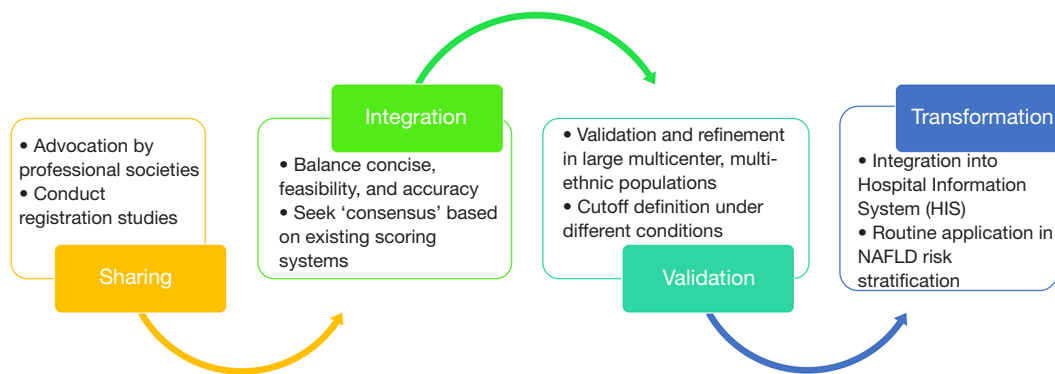 • Advocation by
professional societies
• Conduct
registration studies
Sharing
Integration
• Balance concise,
feasibility, and accuracy
• Seek ‘consensus’ based
on existing scoring
systems
• Validation and refinement
in large multicenter, multi-
ethnic populations
• Cutoff definition under
different conditions
Validation
Transformation
• Integration into
Hospital Information
System (HIS)
• Routine application in
NAFLD risk
stratification